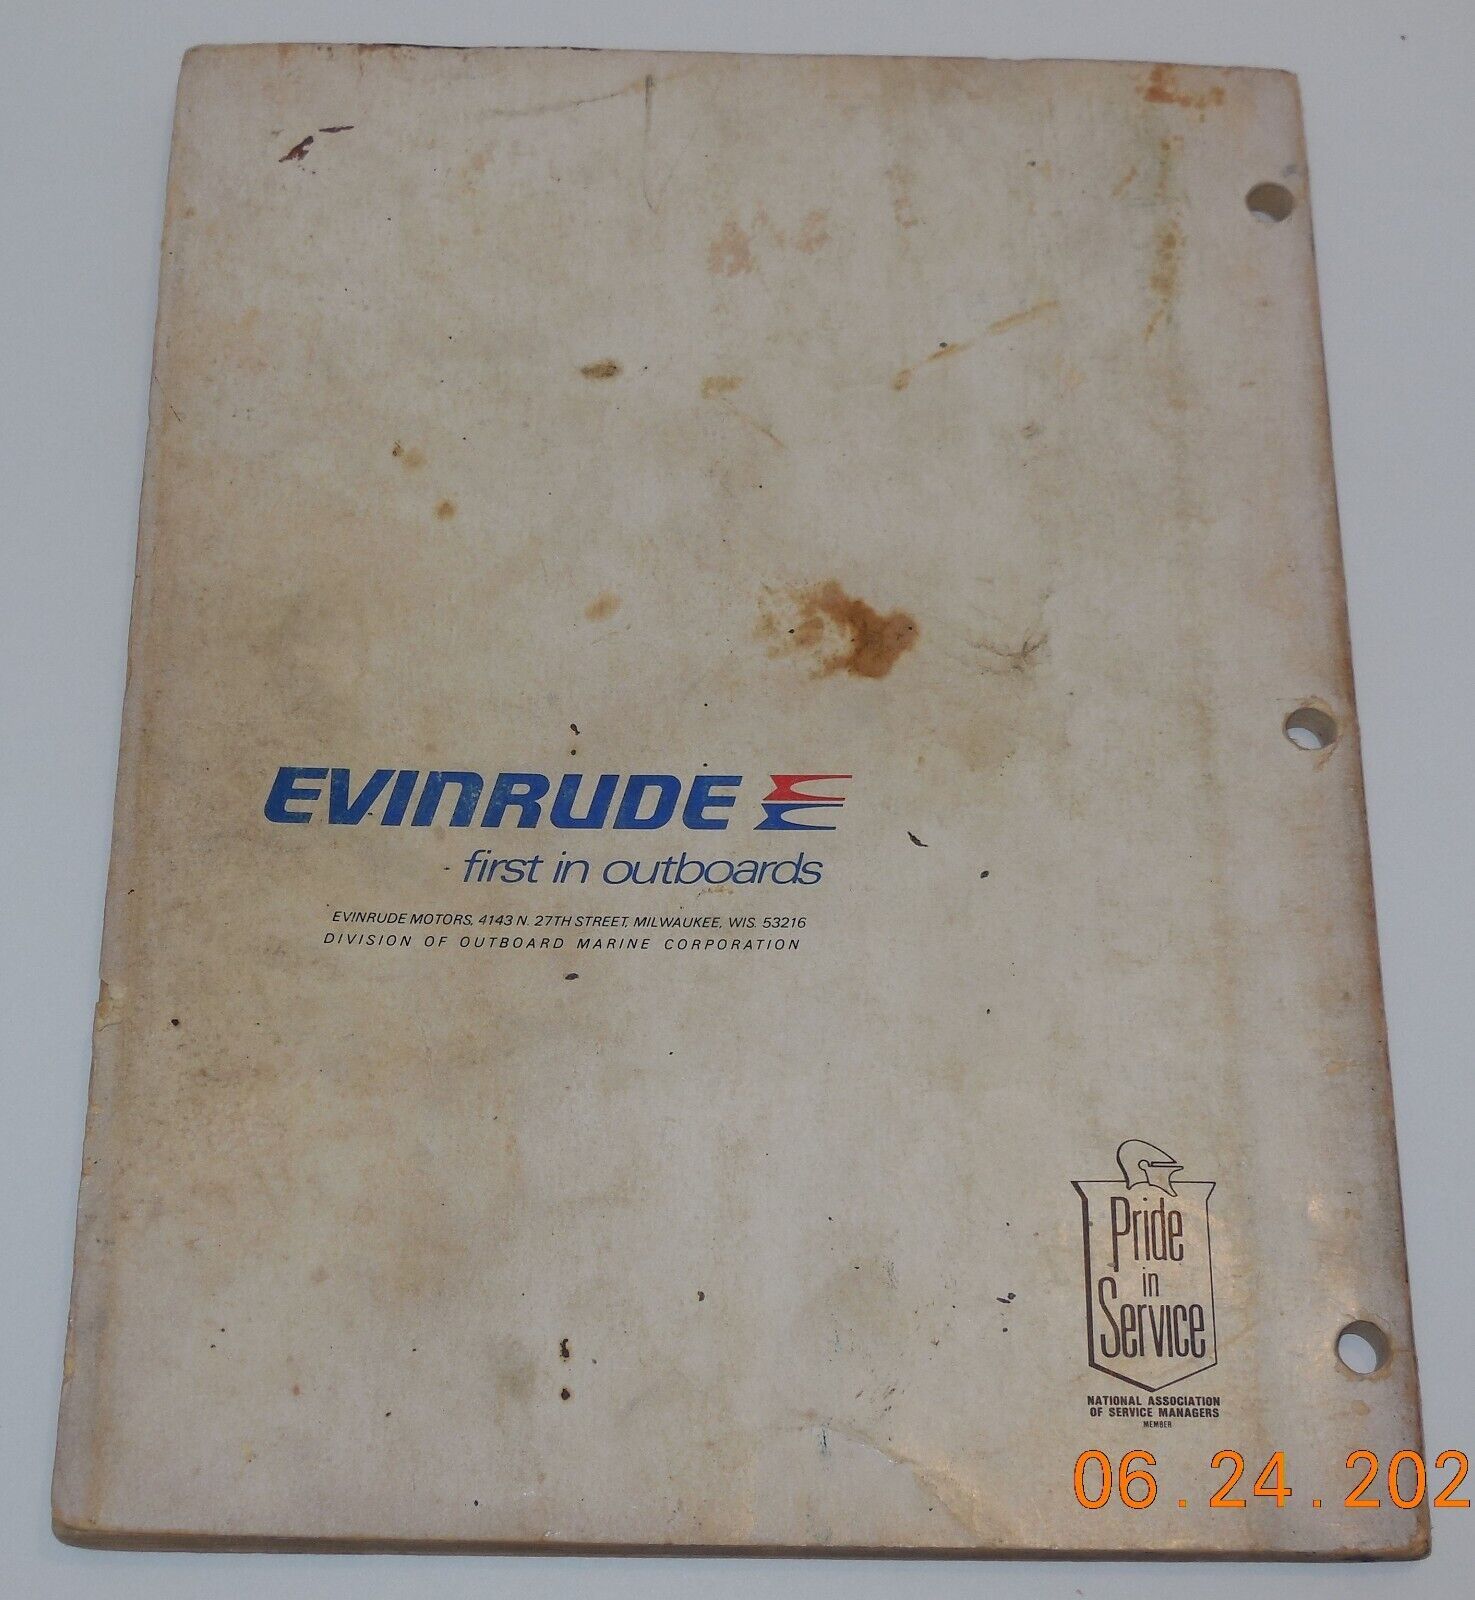 EVINRUDE
first in outboards
EVINRUDE MOTORS, 4143 N. 27TH STREET, MILWAUKEE, WIS. 53216
DIVISION OF OUTBOARD MARINE CORPORATION
Pride
in
Service
NATIONAL ASSOCIATION
OF SERVICE MANAGERS
MEMBER
06.24.202